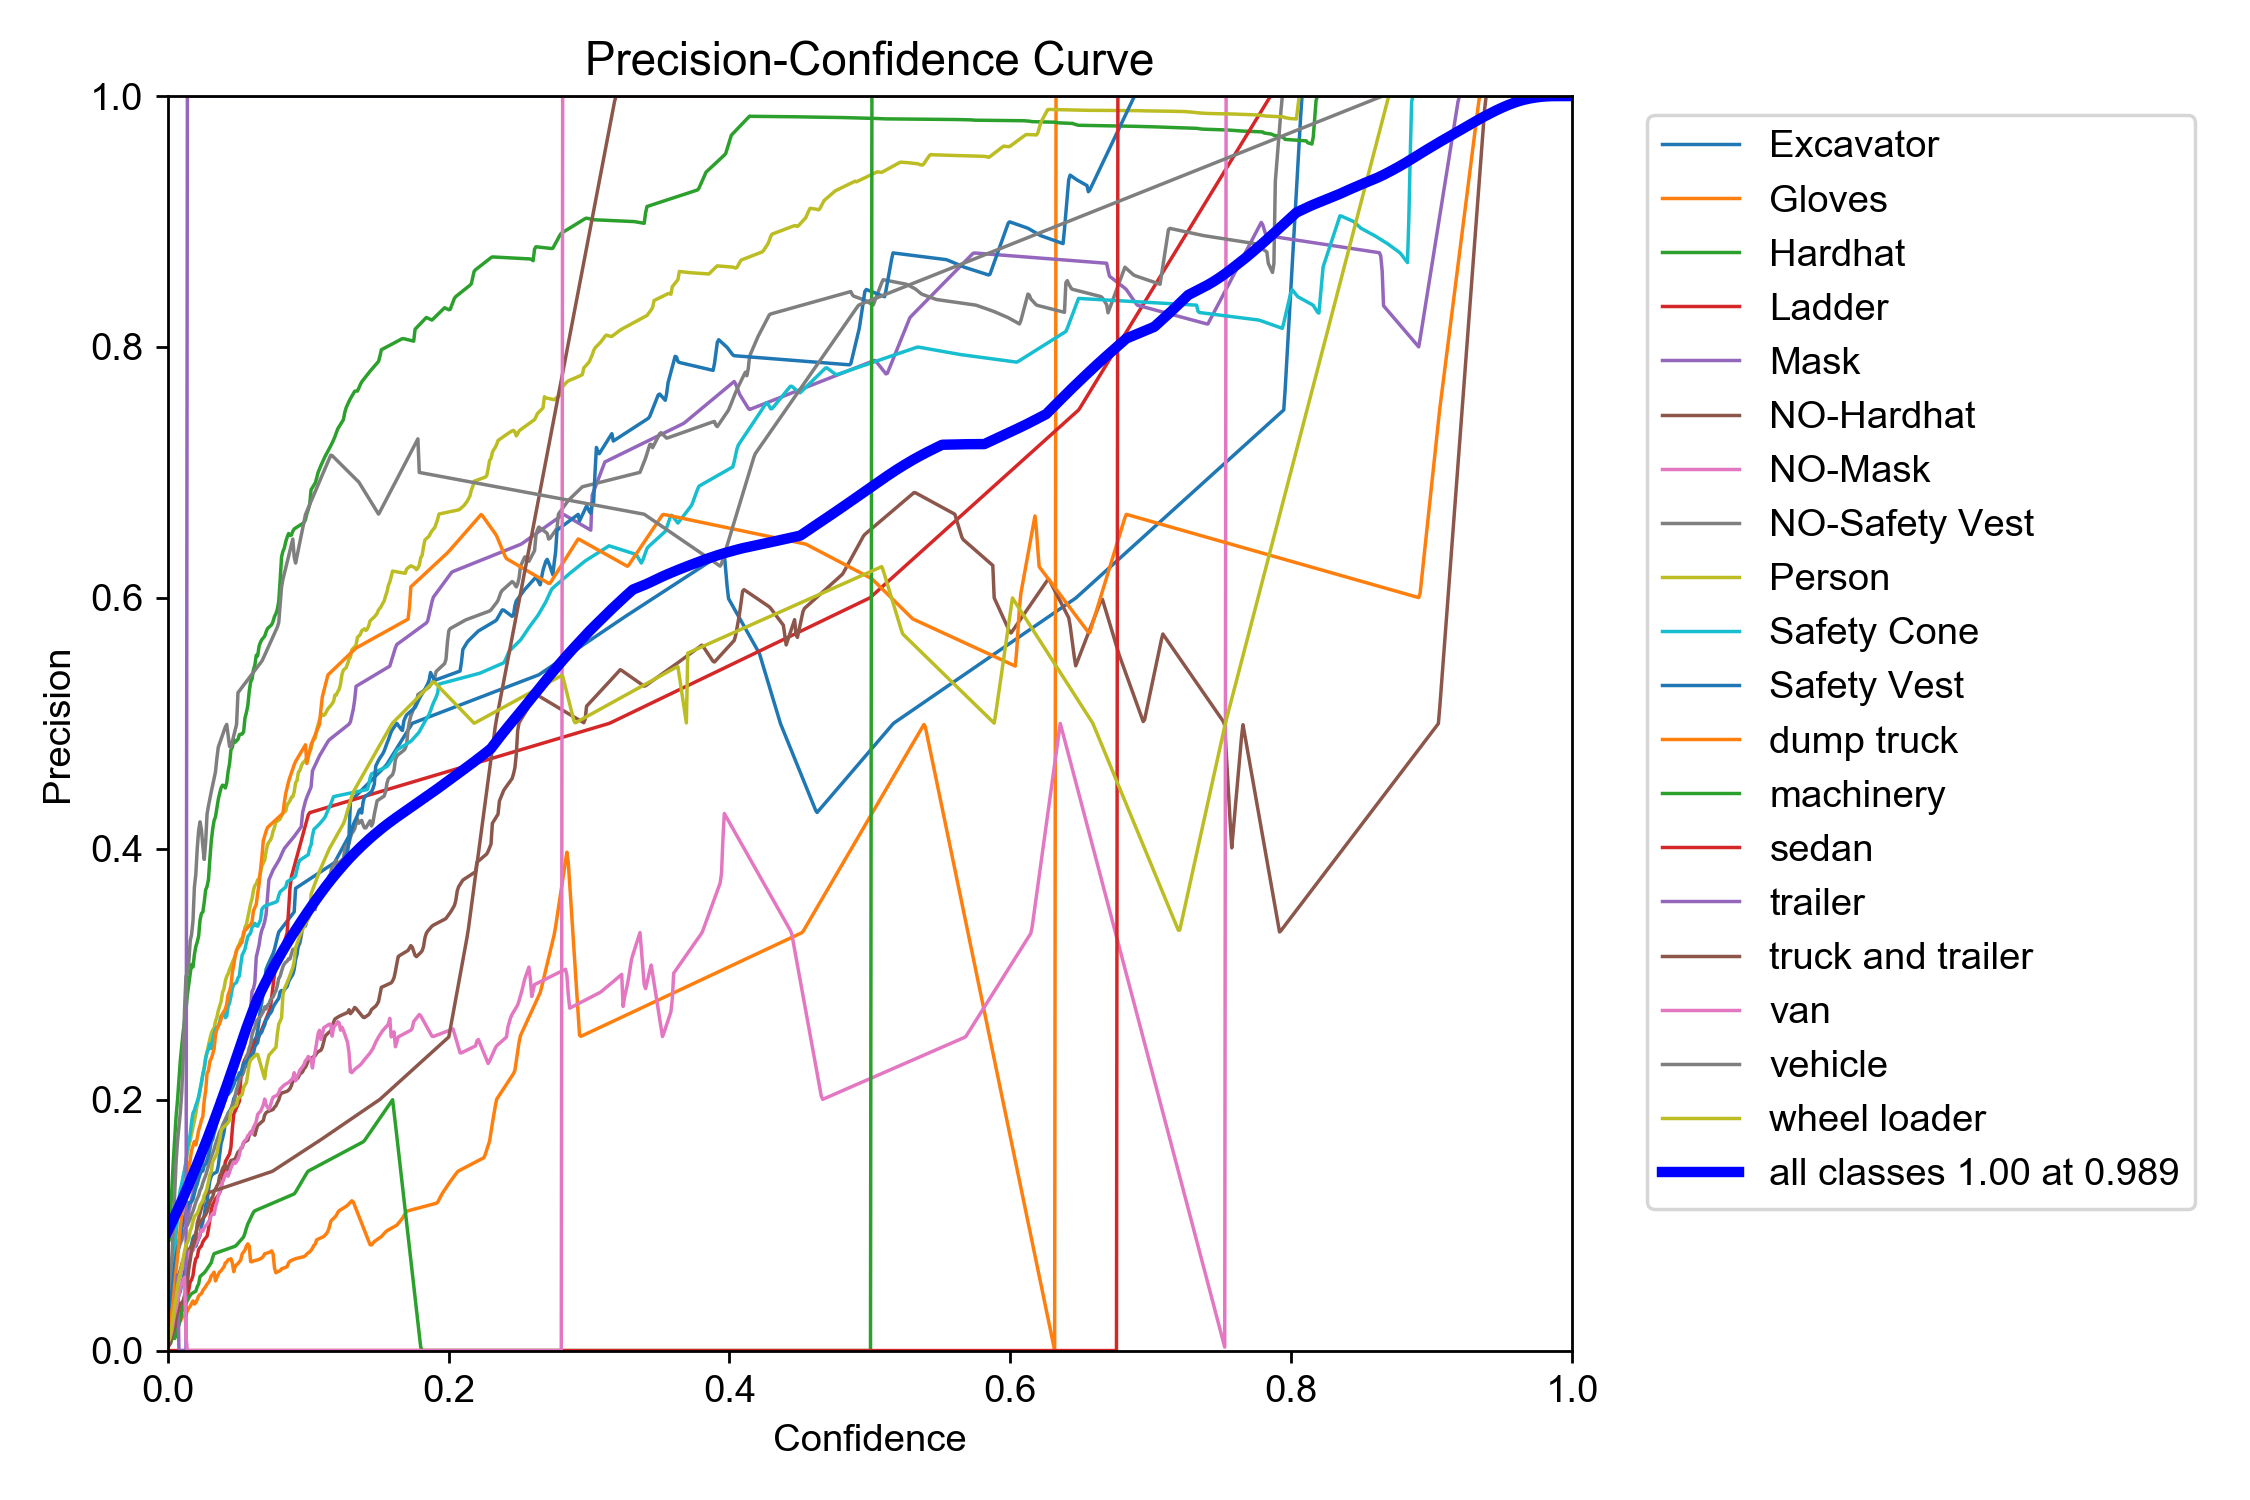 Precision-Confidence Curve
1.0
0.8
0.6
0.4
0.2
0.0
Precision
0.0 0.2 0.4 0.6 0.8 1.0
Confidence
Excavator
Gloves
Hardhat
Ladder
Mask
NO-Hardhat
NO-Mask
NO-Safety Vest
Person
Safety Cone
Safety Vest
dump truck
machinery
sedan
trailer
truck and trailer
van
vehicle
wheel loader
all classes 1.00 at 0.989